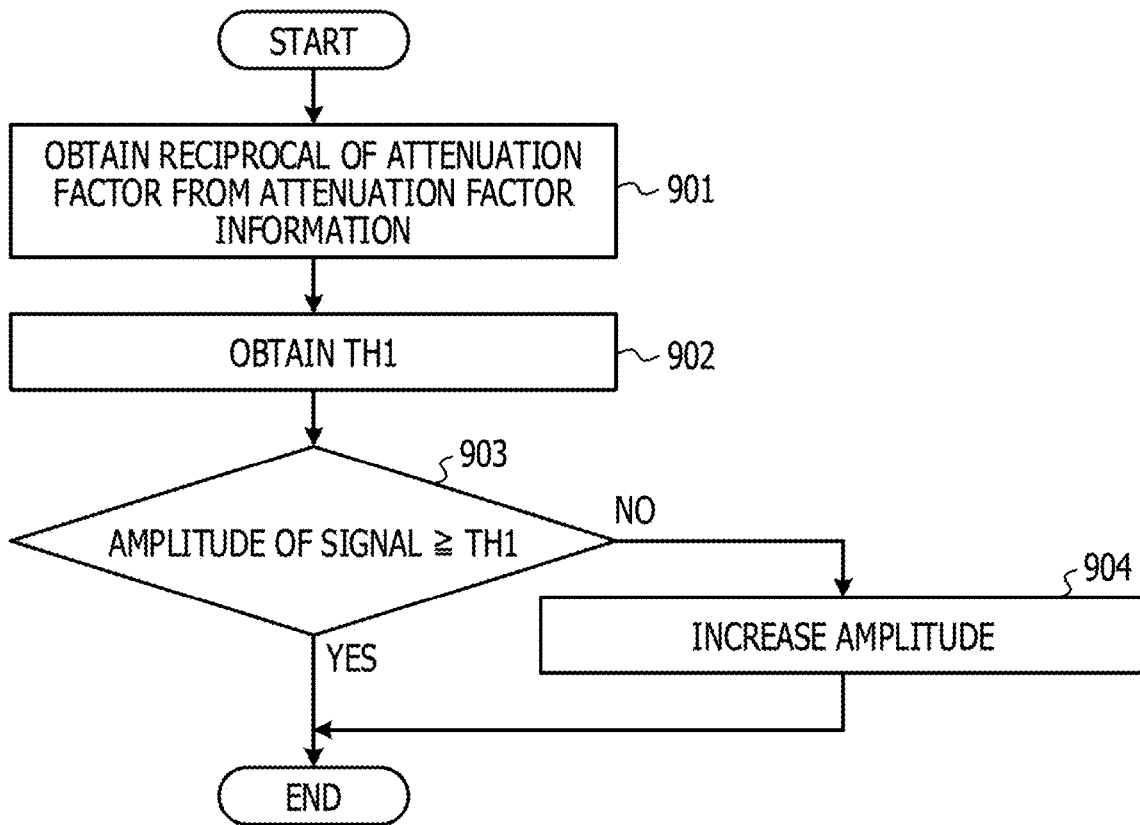 START
OBTAIN RECIPROCAL OF ATTENUATION
FACTOR FROM ATTENUATION FACTOR
INFORMATION
901
OBTAIN TH1
902
903
AMPLITUDE OF SIGNAL ≧ TH1
NO
904
INCREASE AMPLITUDE
YES
END